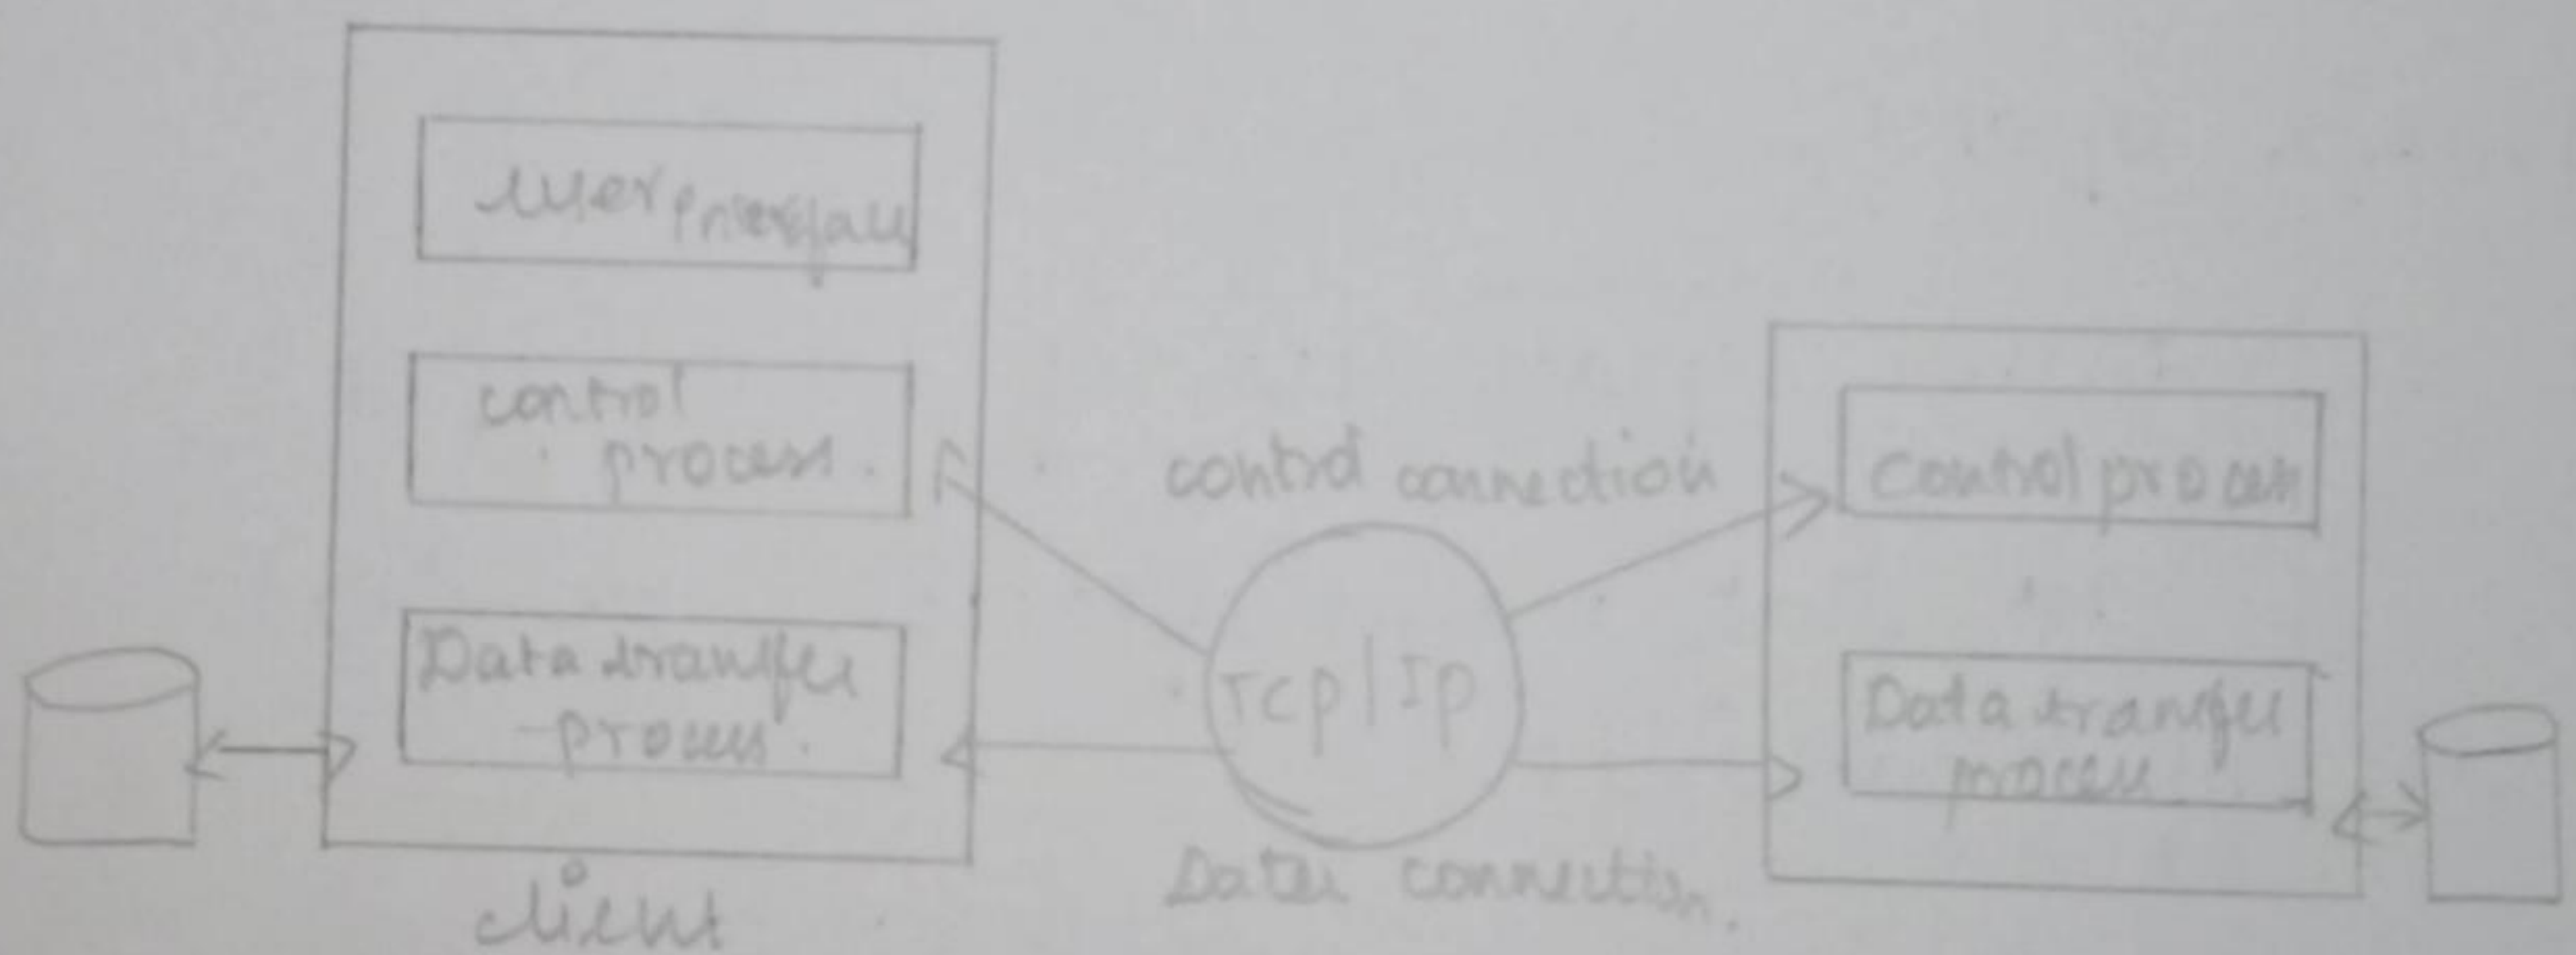 User Interface
control
process.
Data transfer
process.
client
control connection
TCP/IP
Data connection.
control process
Data transfer
process